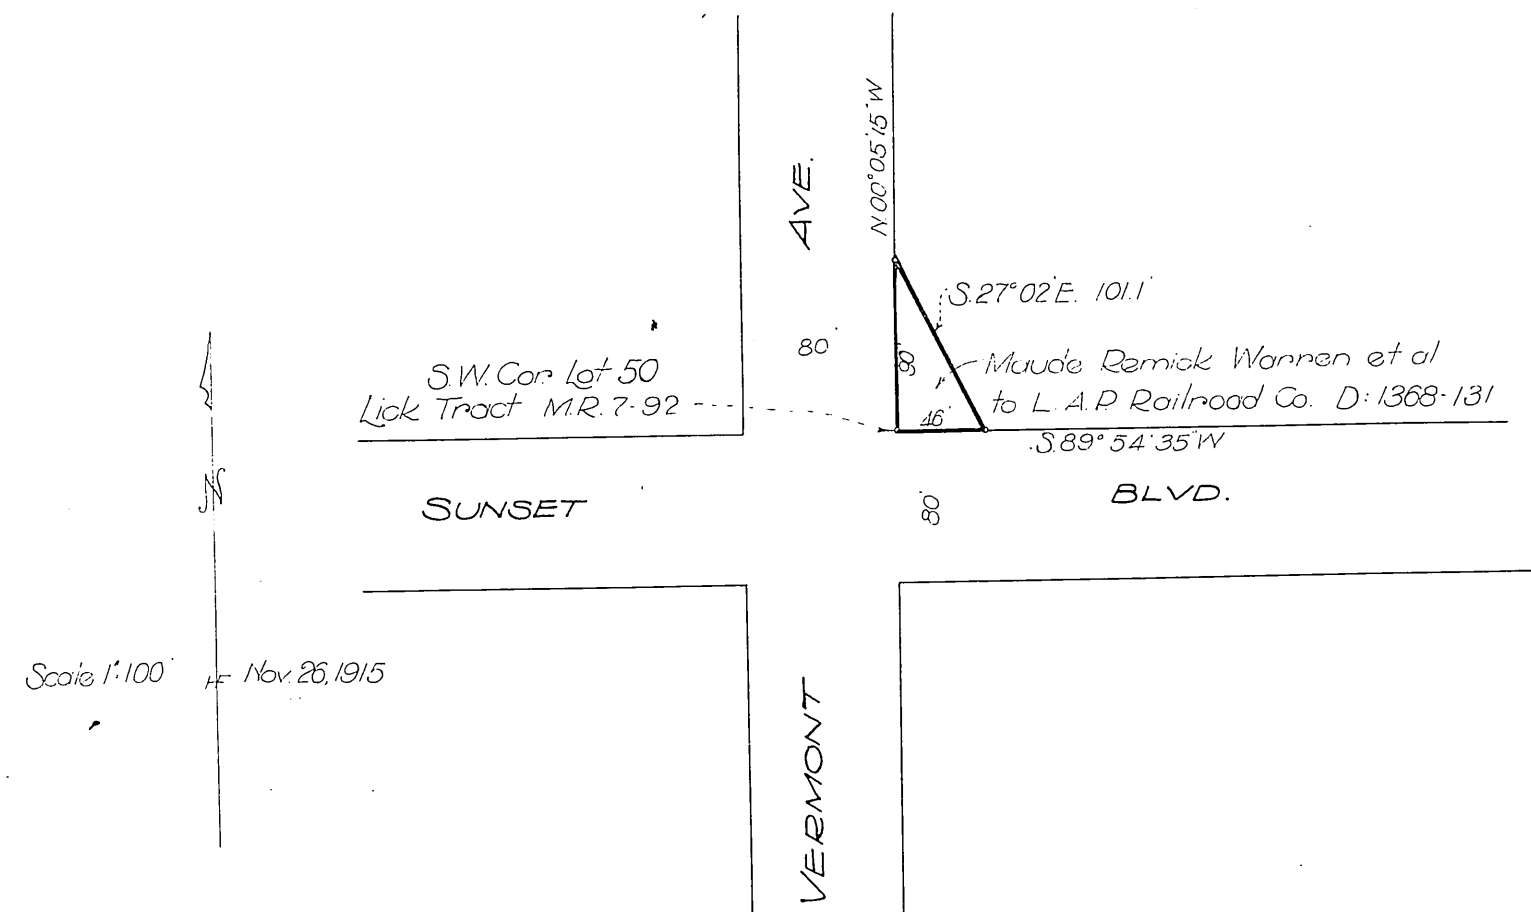 N.00°05'15"W
AVE.
S.27°02'E. 101.1'
80'
90'
S.W. Cor. Lot 50
Lick Tract M.R. 7-92
Maude Remick Warren et al
to L.A.P. Railroad Co. D:1368-131
46'
S.89°54'35"W
N
SUNSET
80'
BLVD.
Scale 1":100'
Nov. 26, 1915
VERMONT